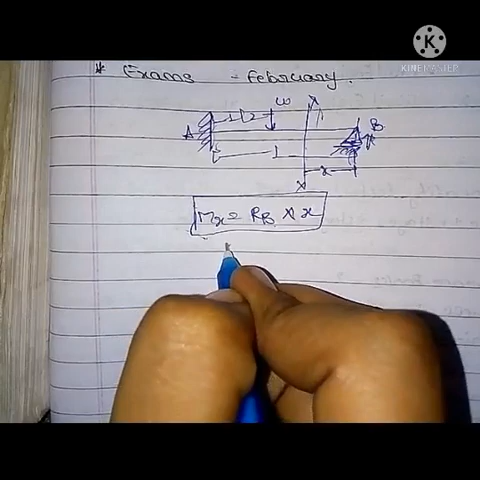 * Exams - February.
KINEMASTER
l/2 w
A B
l
x
X
Mx = RB × x